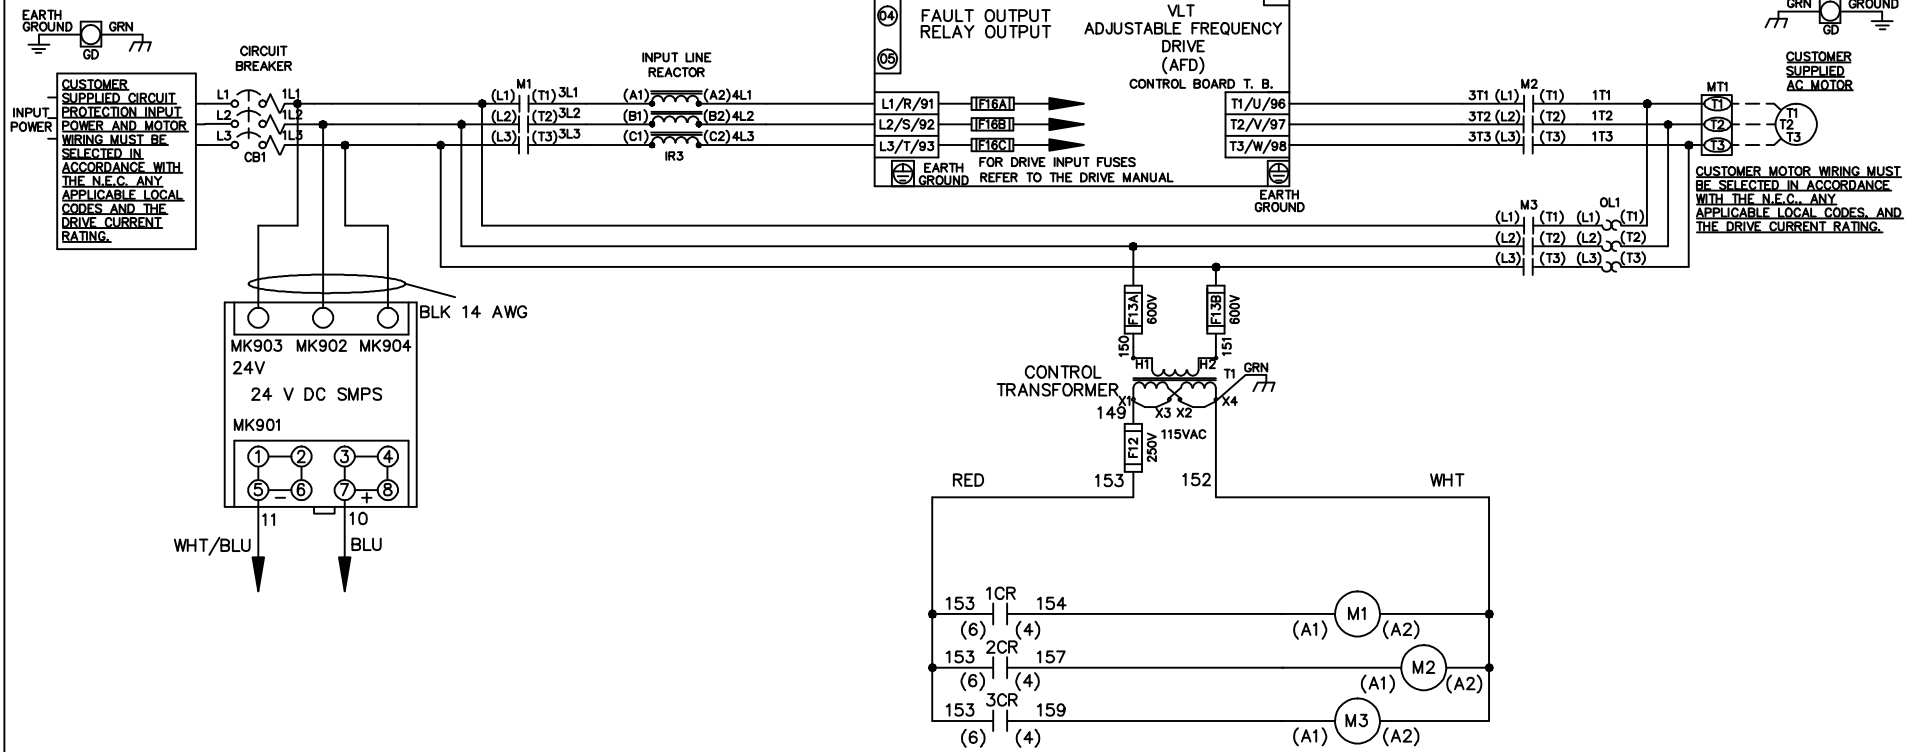 EARTH
GROUND
GRN
GD
CUSTOMER
SUPPLIED CIRCUIT
PROTECTION INPUT
POWER AND MOTOR
WIRING MUST BE
SELECTED IN
ACCORDANCE WITH
THE N.E.C. ANY
APPLICABLE LOCAL
CODES AND THE
DRIVE CURRENT
RATING.
INPUT
POWER
CIRCUIT
BREAKER
L1
L2
L3
1L1
1L2
1L3
CB1
M1
(L1) (T1) 3L1
(L2) (T2) 3L2
(L3) (T3) 3L3
INPUT LINE
REACTOR
(A1) (A2) 4L1
(B1) (B2) 4L2
(C1) (C2) 4L3
IR3
04
05
FAULT OUTPUT
RELAY OUTPUT
VLT
ADJUSTABLE FREQUENCY
DRIVE
(AFD)
CONTROL BOARD T. B.
L1/R/91 F16A T1/U/96
L2/S/92 F16B T2/V/97
L3/T/93 F16C T3/W/98
EARTH
GROUND
FOR DRIVE INPUT FUSES
REFER TO THE DRIVE MANUAL
EARTH
GROUND
M2
3T1 (L1) (T1) 1T1
3T2 (L2) (T2) 1T2
3T3 (L3) (T3) 1T3
GRN
GROUND
GD
CUSTOMER
SUPPLIED
AC MOTOR
MT1
T1
T2
T3
T1
T2
T3
CUSTOMER MOTOR WIRING MUST
BE SELECTED IN ACCORDANCE
WITH THE N.E.C., ANY
APPLICABLE LOCAL CODES, AND
THE DRIVE CURRENT RATING.
M3
OL1
(L1) (T1) (L1) (T1)
(L2) (T2) (L2) (T2)
(L3) (T3) (L3) (T3)
BLK 14 AWG
MK903 MK902 MK904
24V
24 V DC SMPS
MK901
1 2 3 4
5 - 6 7 + 8
11
10
WHT/BLU
BLU
F13A
600V
F13B
600V
150
151
H1
H2
CONTROL
TRANSFORMER
T1
GRN
X1
X3 X2
X4
149
F12
250V
115VAC
RED
153
152
WHT
153 1CR 154
(6) (4)
M1
(A1) (A2)
153 2CR 157
(6) (4)
M2
(A1) (A2)
153 3CR 159
(6) (4)
M3
(A1) (A2)